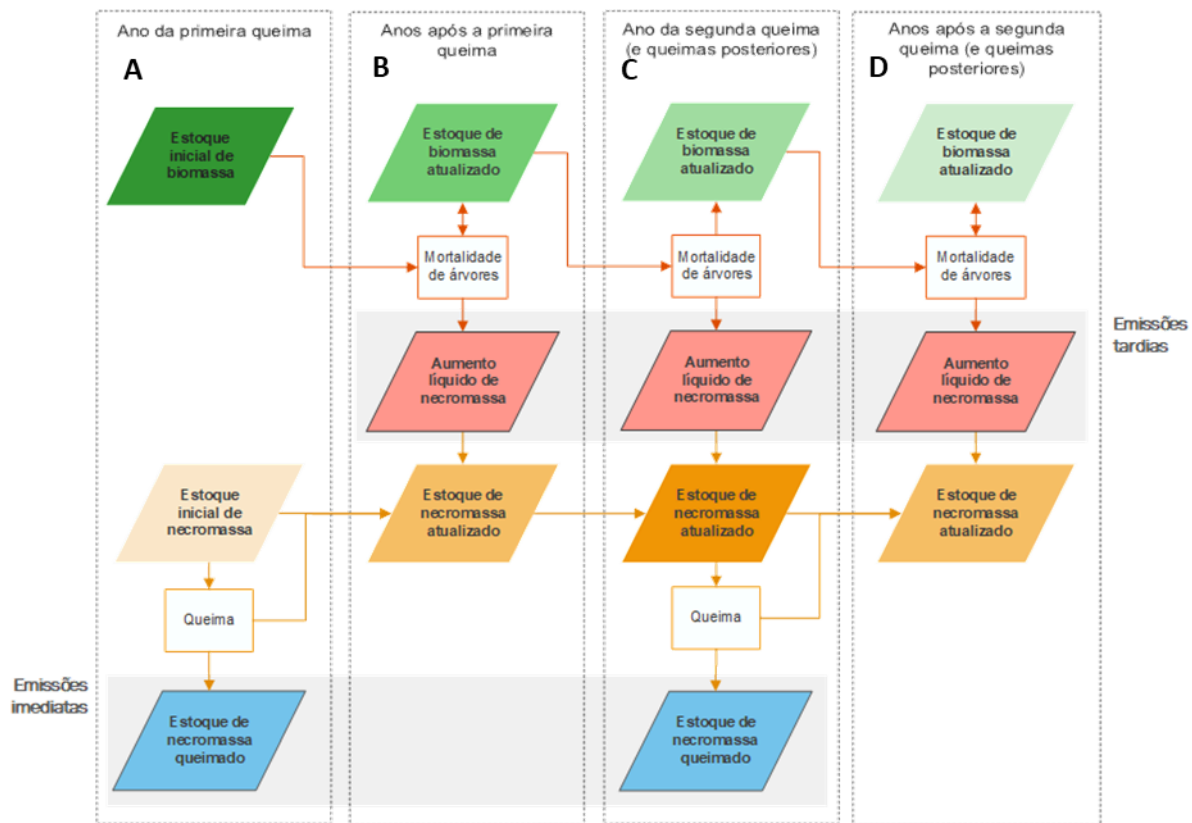 Ano da primeira queima
A
Anos após a primeira
queima
B
Ano da segunda queima
(e queimas posteriores)
C
Anos após a segunda
queima (e queimas
posteriores)
D
Estoque
inicial de
biomassa
Estoque de
biomassa
atualizado
Estoque de
biomassa
atualizado
Estoque de
biomassa
atualizado
Mortalidade
de árvores
Mortalidade
de árvores
Mortalidade
de árvores
Emissões
tardias
Aumento
líquido de
necromassa
Aumento
líquido de
necromassa
Aumento
líquido de
necromassa
Estoque
inicial de
necromassa
Estoque de
necromassa
atualizado
Estoque de
necromassa
atualizado
Estoque de
necromassa
atualizado
Queima
Queima
Emissões
imediatas
Estoque de
necromassa
queimado
Estoque de
necromassa
queimado